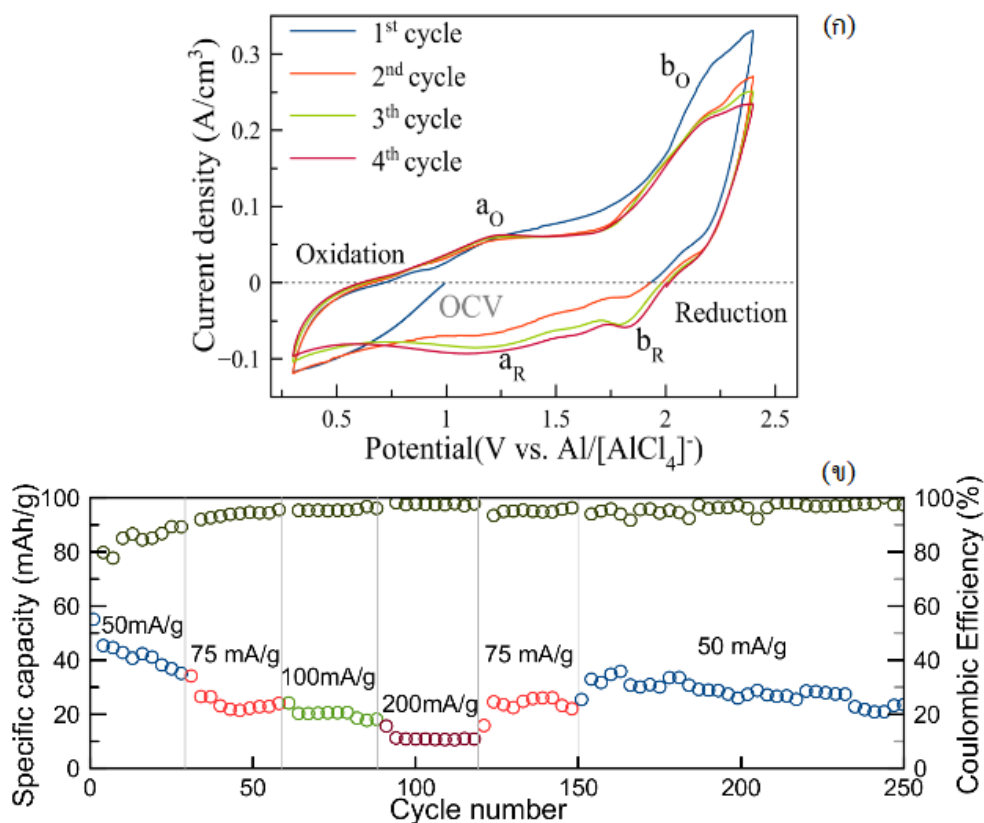 (ก)
1st cycle
2nd cycle
3th cycle
4th cycle
Current density (A/cm3)
0.3
0.2
0.1
0
−0.1
bO
aO
Oxidation
OCV
Reduction
aR
bR
0.5
1
1.5
2
2.5
Potential(V vs. Al/[AlCl4]-
(ข)
Specific capacity (mAh/g)
100
80
60
40
20
0
50mA/g
75 mA/g
100mA/g
200mA/g
75 mA/g
50 mA/g
100
80
60
40
20
0
Coulombic Efficiency (%)
0
50
100
150
200
250
Cycle number